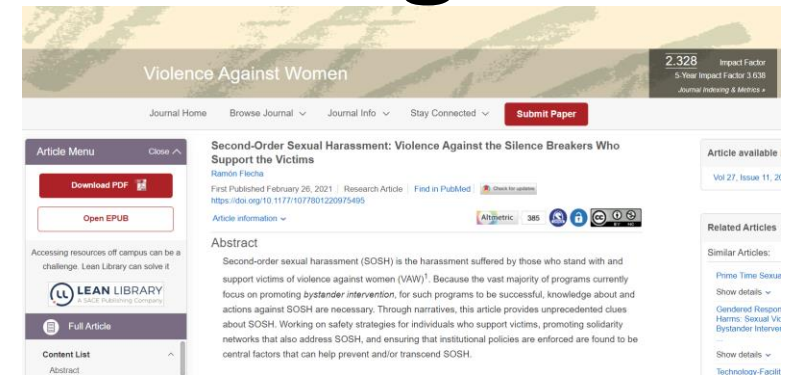 Violence Against Women
2.328 Impact Factor
5-Year Impact Factor 3.638
Journal Indexing & Metrics »
Journal Home Browse Journal Journal Info Stay Connected Submit Paper
Article Menu Close
Download PDF
Open EPUB
Accessing resources off campus can be a
challenge. Lean Library can solve it
LL LEAN LIBRARY
A SAGE Publishing Company
Full Article
Content List
Abstract
Second-Order Sexual Harassment: Violence Against the Silence Breakers Who
Support the Victims
Ramón Flecha
First Published February 26, 2021 | Research Article | Find in PubMed | Check for updates
https://doi.org/10.1177/1077801220975495
Article information
Altmetric 385
Abstract
Second-order sexual harassment (SOSH) is the harassment suffered by those who stand with and
support victims of violence against women (VAW)1. Because the vast majority of programs currently
focus on promoting bystander intervention, for such programs to be successful, knowledge about and
actions against SOSH are necessary. Through narratives, this article provides unprecedented clues
about SOSH. Working on safety strategies for individuals who support victims, promoting solidarity
networks that also address SOSH, and ensuring that institutional policies are enforced are found to be
central factors that can help prevent and/or transcend SOSH.
Article available
Vol 27, Issue 11, 20
Related Articles
Similar Articles:
Prime Time Sexua
Show details
Gendered Respon
Harms: Sexual Vic
Bystander Interver
...
Show details
Technology-Facilit